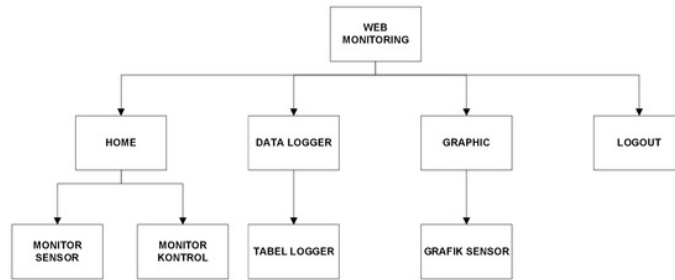 WEB
MONITORING
HOME
DATA LOGGER
GRAPHIC
LOGOUT
MONITOR
SENSOR
MONITOR
KONTROL
TABEL LOGGER
GRAFIK SENSOR